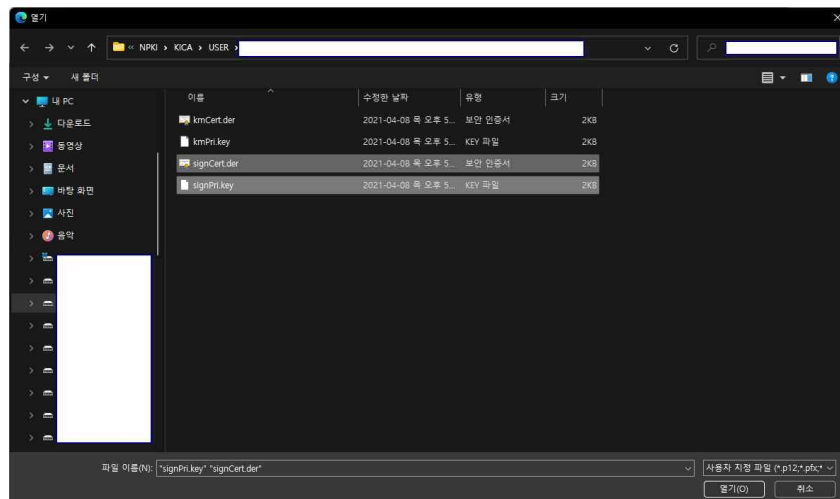 열기
« NPKI › KICA › USER ›
구성 새 폴더
내 PC
다운로드
동영상
문서
바탕 화면
사진
음악
이름 수정한 날짜 유형 크기
kmCert.der 2021-04-08 목 오후 5... 보안 인증서 2KB
kmPri.key 2021-04-08 목 오후 5... KEY 파일 2KB
signCert.der 2021-04-08 목 오후 5... 보안 인증서 2KB
signPri.key 2021-04-08 목 오후 5... KEY 파일 2KB
파일 이름(N): "signPri.key" "signCert.der" 사용자 지정 파일 (*.p12;*.pfx;*
열기(O) 취소